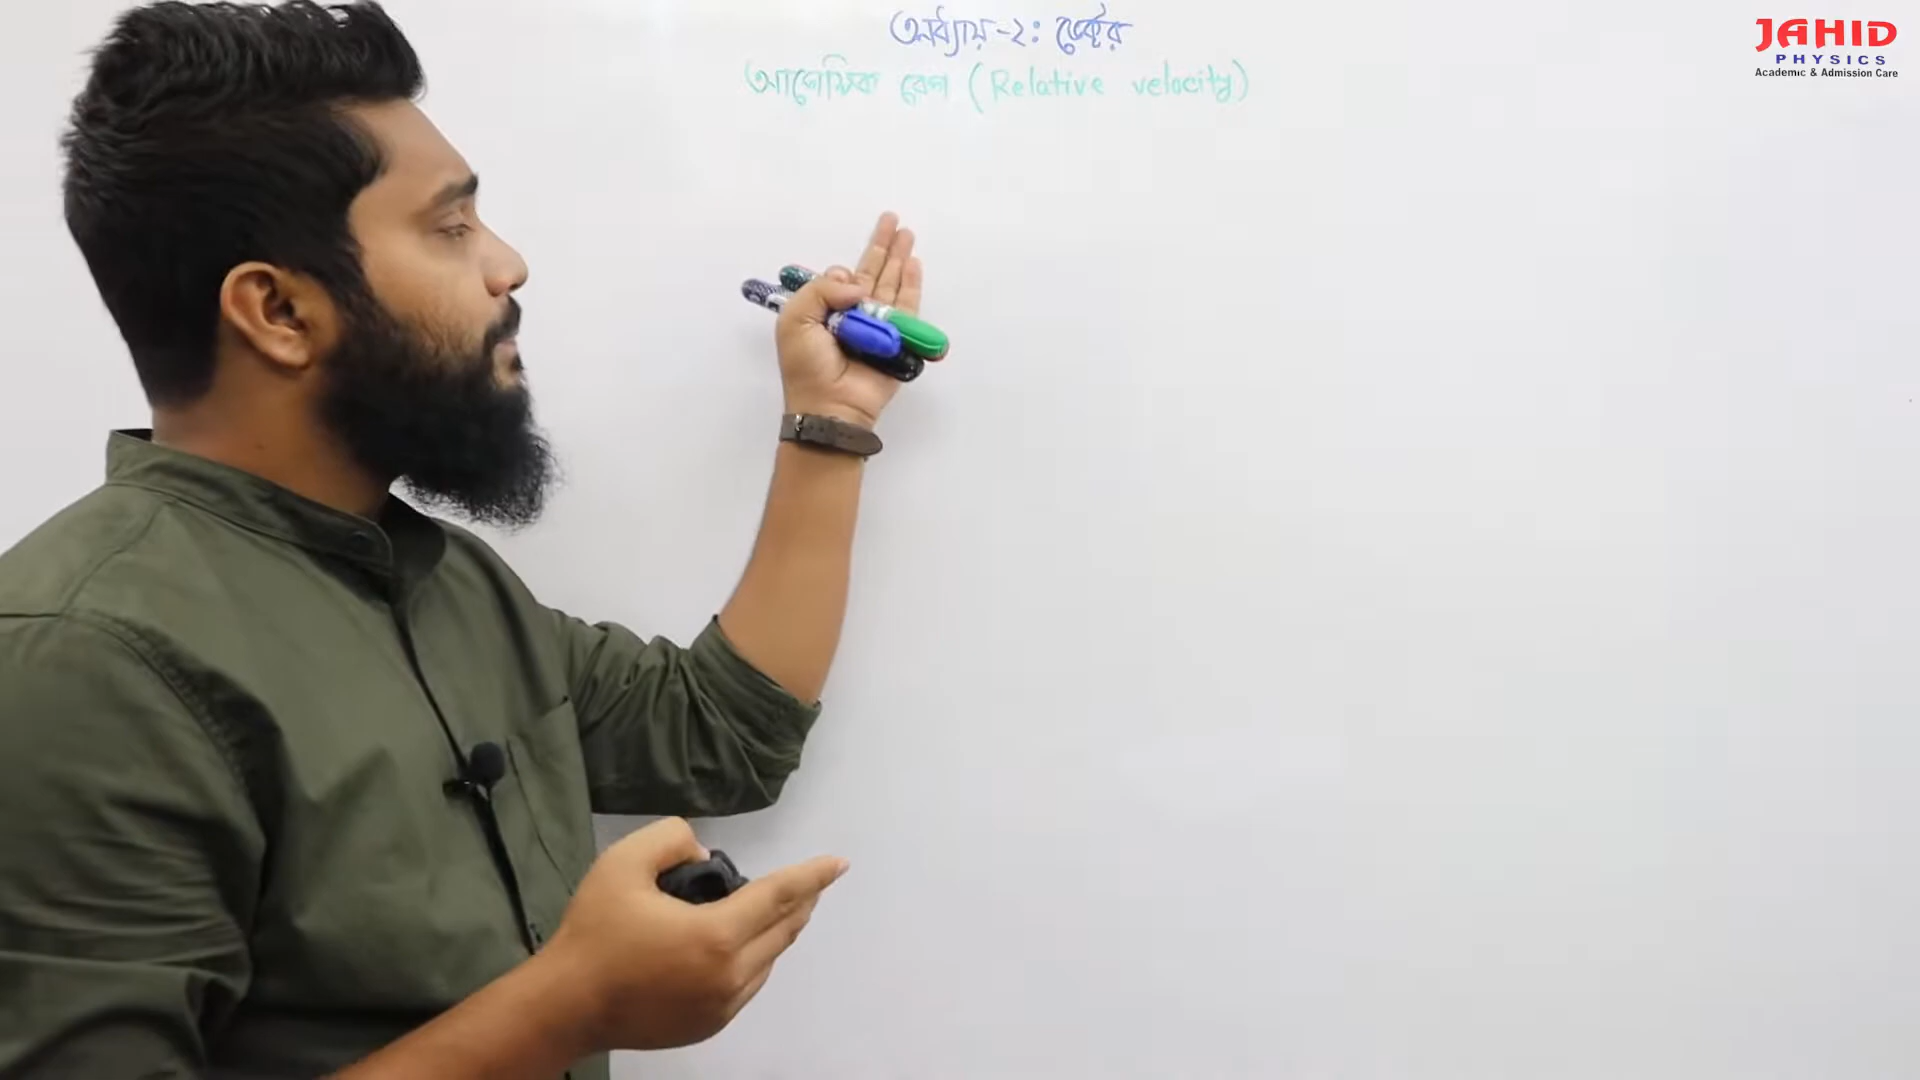 অধ্যায়-২: ভেক্টর
আপেক্ষিক বেগ (Relative velocity)
JAHID
PHYSICS
Academic & Admission Care